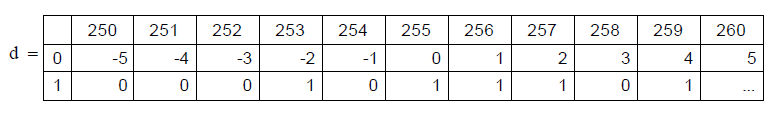 250 251 252 253 254 255 256 257 258 259 260
d = 0 -5 -4 -3 -2 -1 0 1 2 3 4 5
1 0 0 0 1 0 1 1 1 0 1 ...